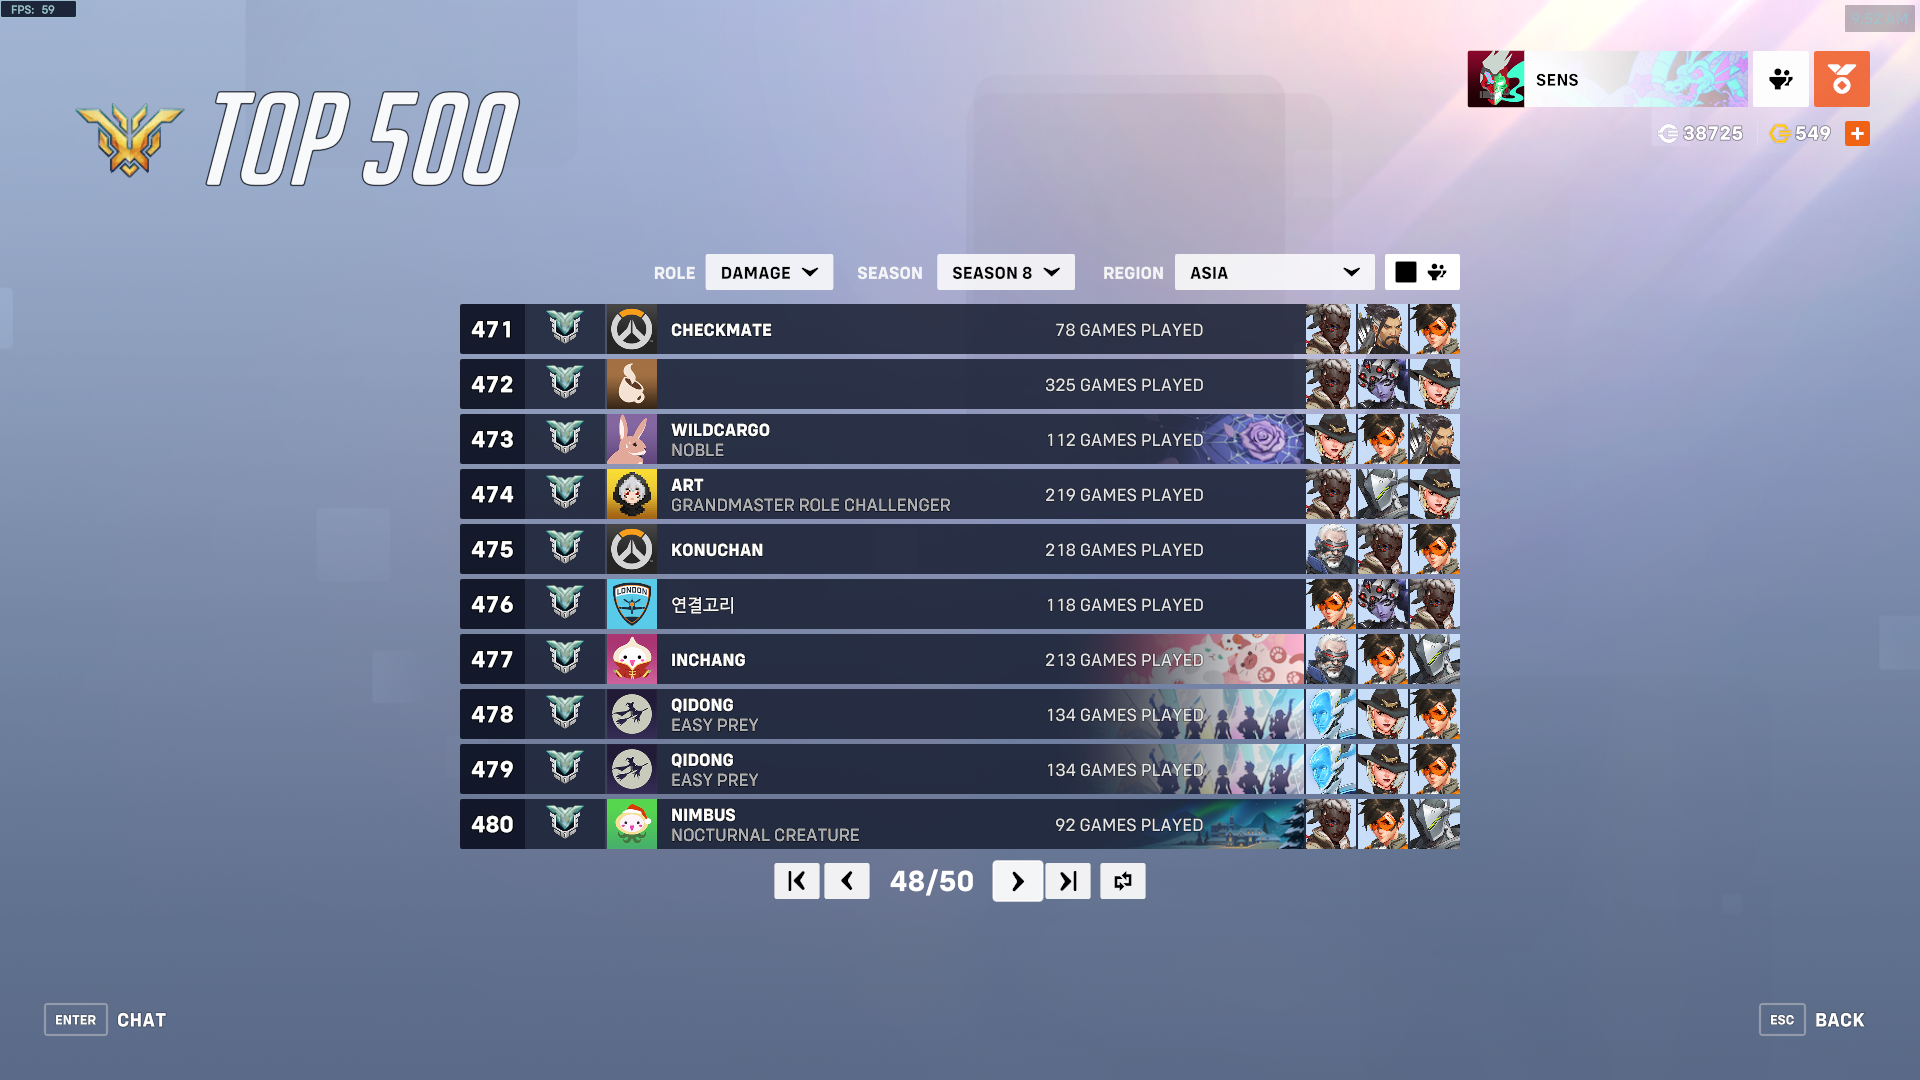 FPS: 59
TOP 500
SENS
38725
549
ROLE
DAMAGE
SEASON
SEASON 8
REGION
ASIA
471
CHECKMATE
78 GAMES PLAYED
472
325 GAMES PLAYED
473
WILDCARGO
NOBLE
112 GAMES PLAYED
474
ART
GRANDMASTER ROLE CHALLENGER
219 GAMES PLAYED
475
KONUCHAN
218 GAMES PLAYED
476
LONDON
연결고리
118 GAMES PLAYED
477
INCHANG
213 GAMES PLAYED
478
QIDONG
EASY PREY
134 GAMES PLAYED
479
QIDONG
EASY PREY
134 GAMES PLAYED
480
NIMBUS
NOCTURNAL CREATURE
92 GAMES PLAYED
48/50
ENTER
CHAT
ESC
BACK